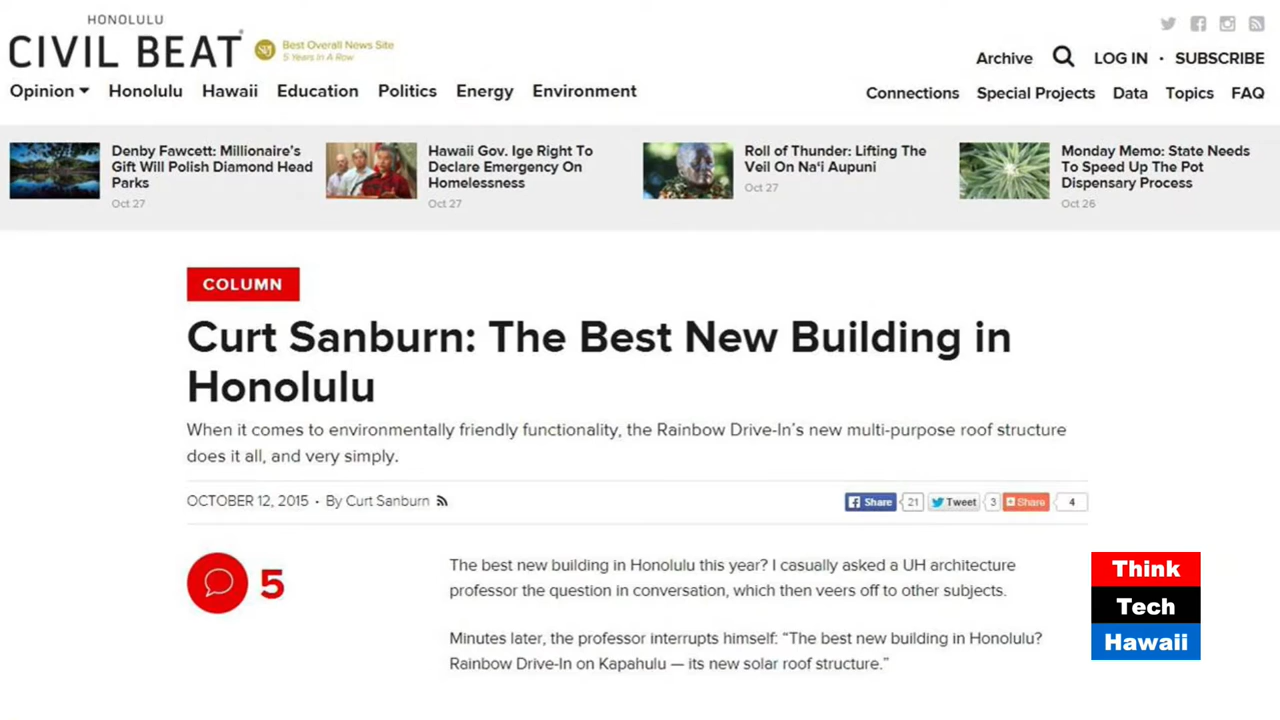 HONOLULU
CIVIL BEAT
SPJ
Best Overall News Site
5 Years In A Row
Archive
LOG IN · SUBSCRIBE
Opinion Honolulu Hawaii Education Politics Energy Environment
Connections Special Projects Data Topics FAQ
Denby Fawcett: Millionaire's
Gift Will Polish Diamond Head
Parks
Oct 27
Hawaii Gov. Ige Right To
Declare Emergency On
Homelessness
Oct 27
Roll of Thunder: Lifting The
Veil On Na‘i Aupuni
Oct 27
Monday Memo: State Needs
To Speed Up The Pot
Dispensary Process
Oct 26
COLUMN
Curt Sanburn: The Best New Building in
Honolulu
When it comes to environmentally friendly functionality, the Rainbow Drive-In’s new multi-purpose roof structure
does it all, and very simply.
OCTOBER 12, 2015 · By Curt Sanburn
Share 21 Tweet 3 Share 4
5
The best new building in Honolulu this year? I casually asked a UH architecture
professor the question in conversation, which then veers off to other subjects.
Minutes later, the professor interrupts himself: “The best new building in Honolulu?
Rainbow Drive-In on Kapahulu — its new solar roof structure.”
Think
Tech
Hawaii